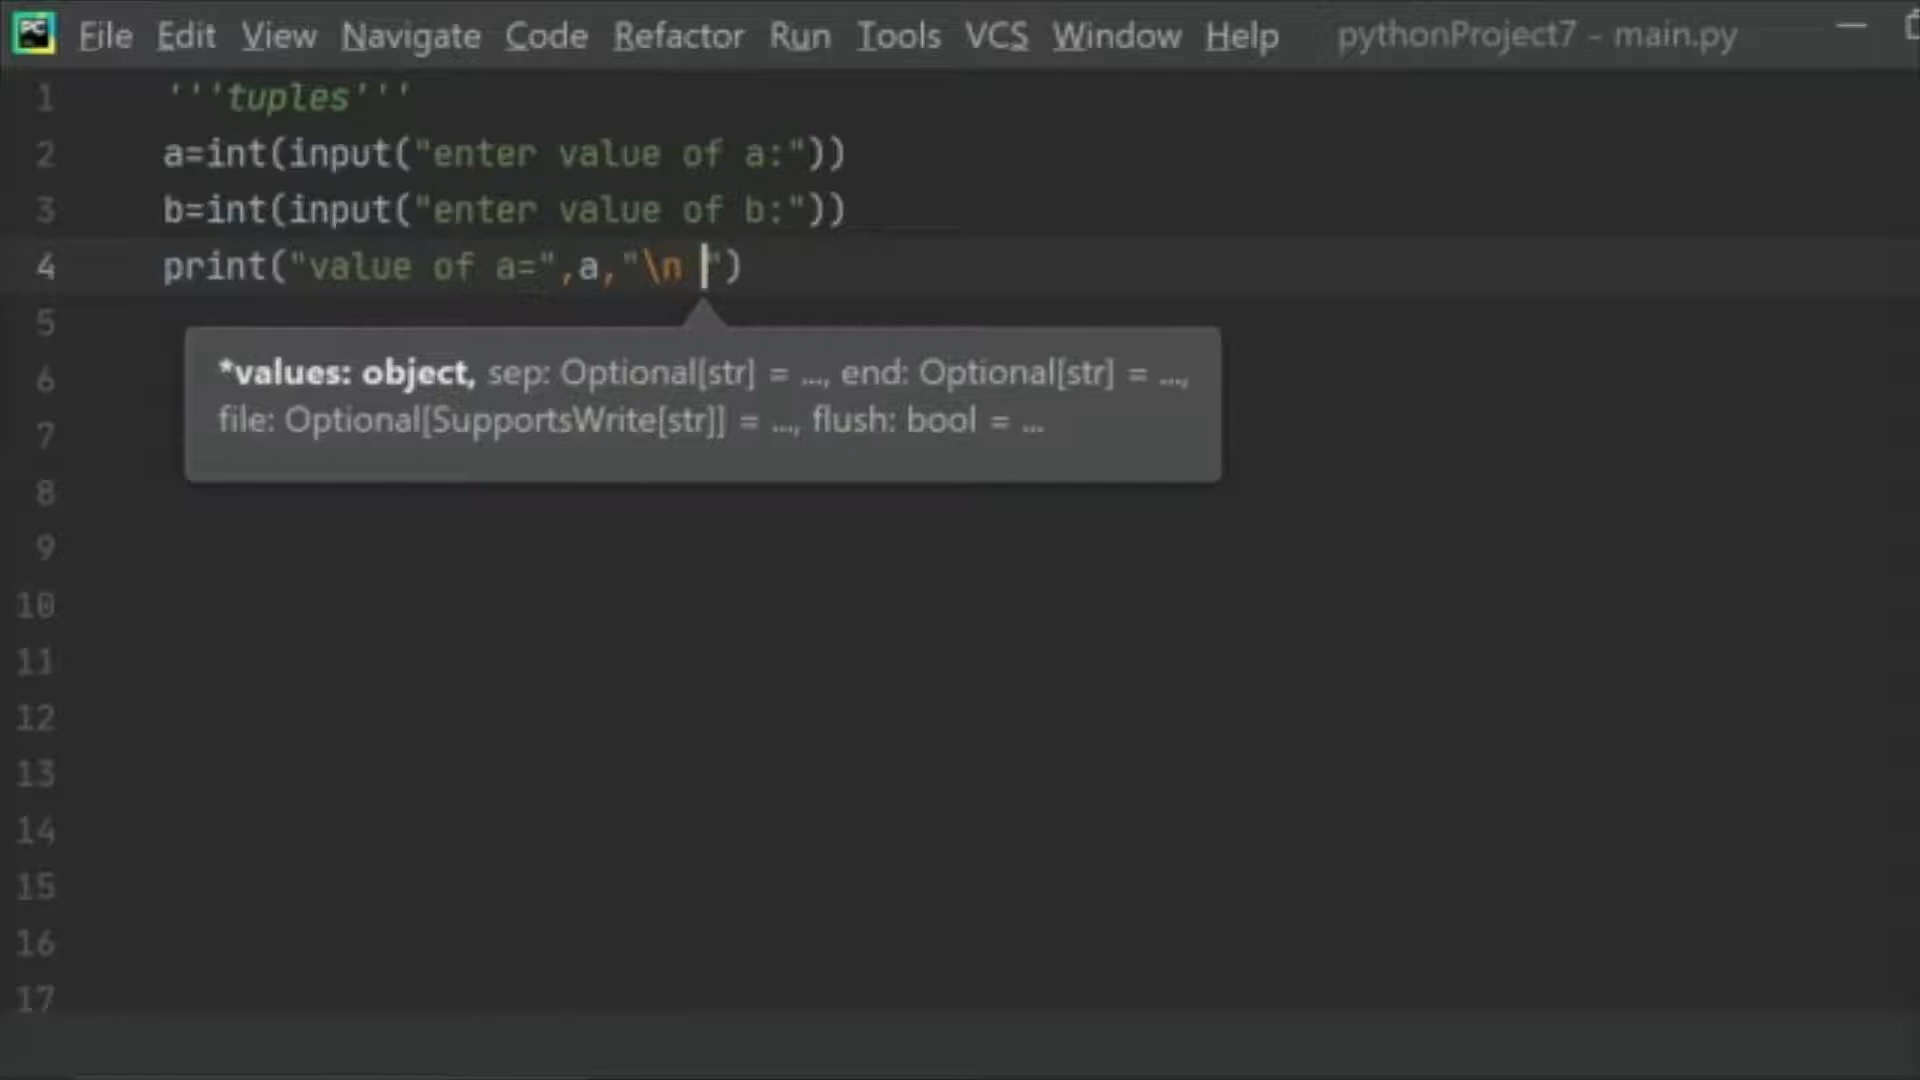 PC File Edit View Navigate Code Refactor Run Tools VCS Window Help pythonProject7 - main.py
1 '''tuples'''
2 a=int(input("enter value of a:"))
3 b=int(input("enter value of b:"))
4 print("value of a=",a,"\n ")
5
*values: object, sep: Optional[str] = ..., end: Optional[str] = ...,
6
file: Optional[SupportsWrite[str]] = ..., flush: bool = ...
7
8
9
10
11
12
13
14
15
16
17